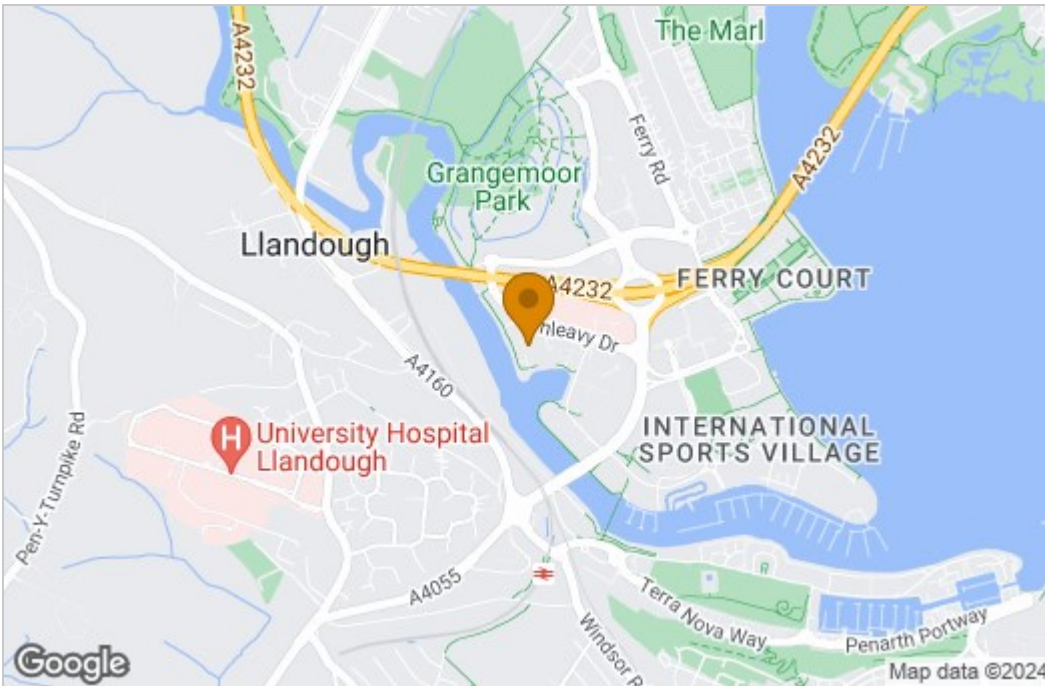 A4232
The Marl
Ferry Rd
A4232
Grangemoor
Park
Llandough
A4232
FERRY COURT
nleavy Dr
A4160
INTERNATIONAL
SPORTS VILLAGE
H
University Hospital
Llandough
Pen-Y-Turnpike Rd
A4055
Terra Nova Way
Windsor R
Penarth Portway
Google
Map data ©2024